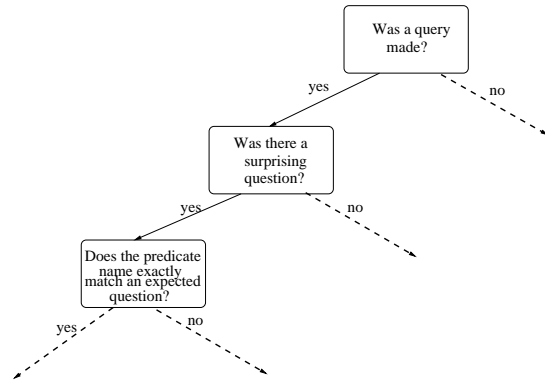 Was a query
made?
yes
no
Was there a
surprising
question?
yes
no
Does the predicate
name exactly
match an expected
question?
yes
no